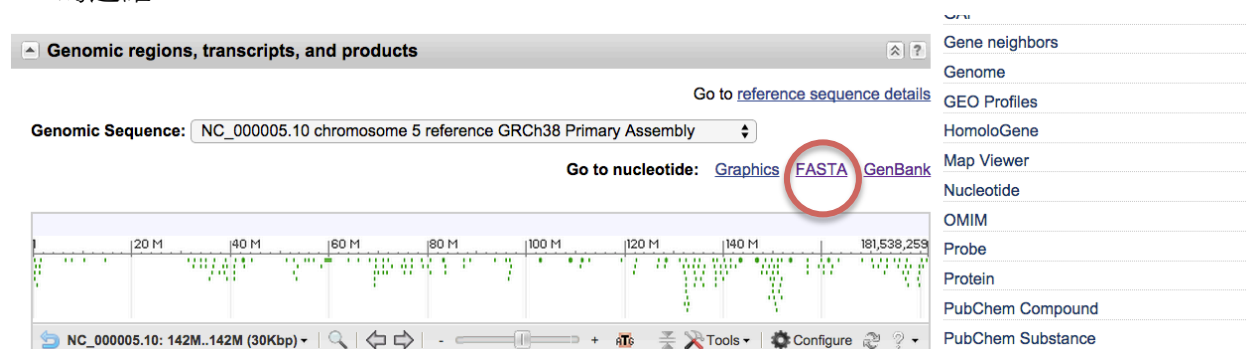 Genomic regions, transcripts, and products
?
Go to reference sequence details
Genomic Sequence: NC_000005.10 chromosome 5 reference GRCh38 Primary Assembly
Go to nucleotide: Graphics FASTA GenBank
1 20 M 40 M 60 M 80 M 100 M 120 M 140 M 181,538,259
NC_000005.10: 142M..142M (30Kbp) - + ATG Tools Configure ?
Gene neighbors
Genome
GEO Profiles
HomoloGene
Map Viewer
Nucleotide
OMIM
Probe
Protein
PubChem Compound
PubChem Substance